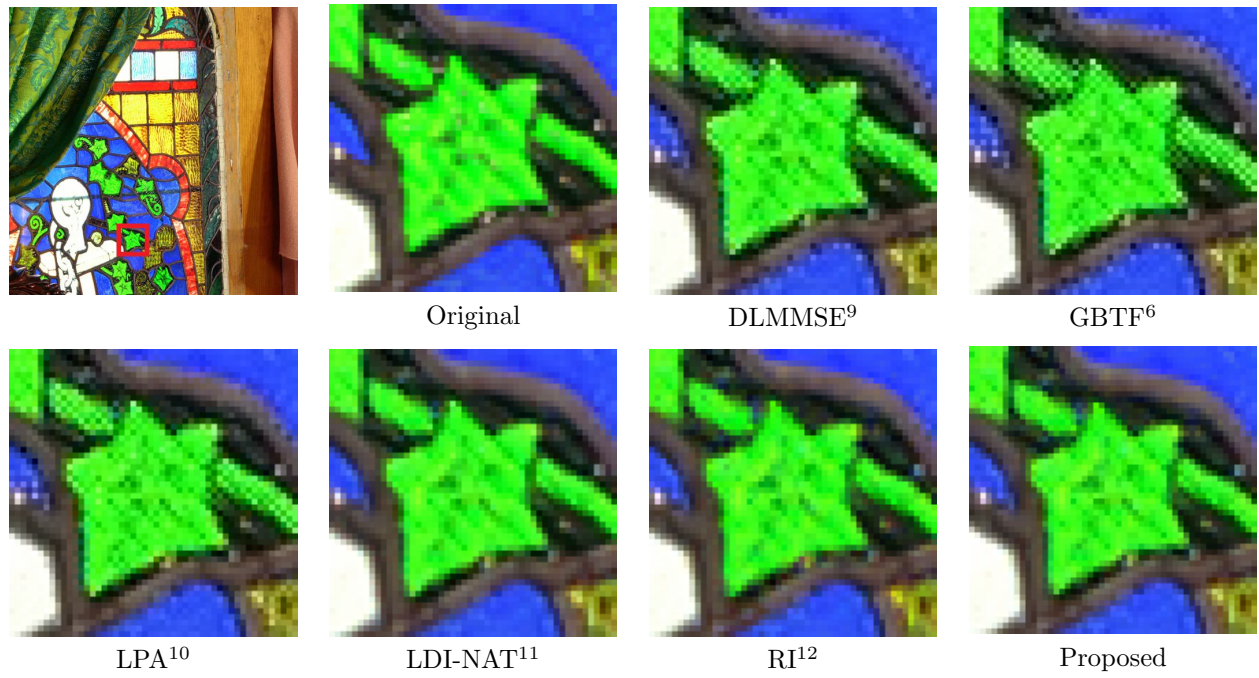 Original DLMMSE⁹ GBTF⁶
LPA¹⁰ LDI-NAT¹¹ RI¹² Proposed